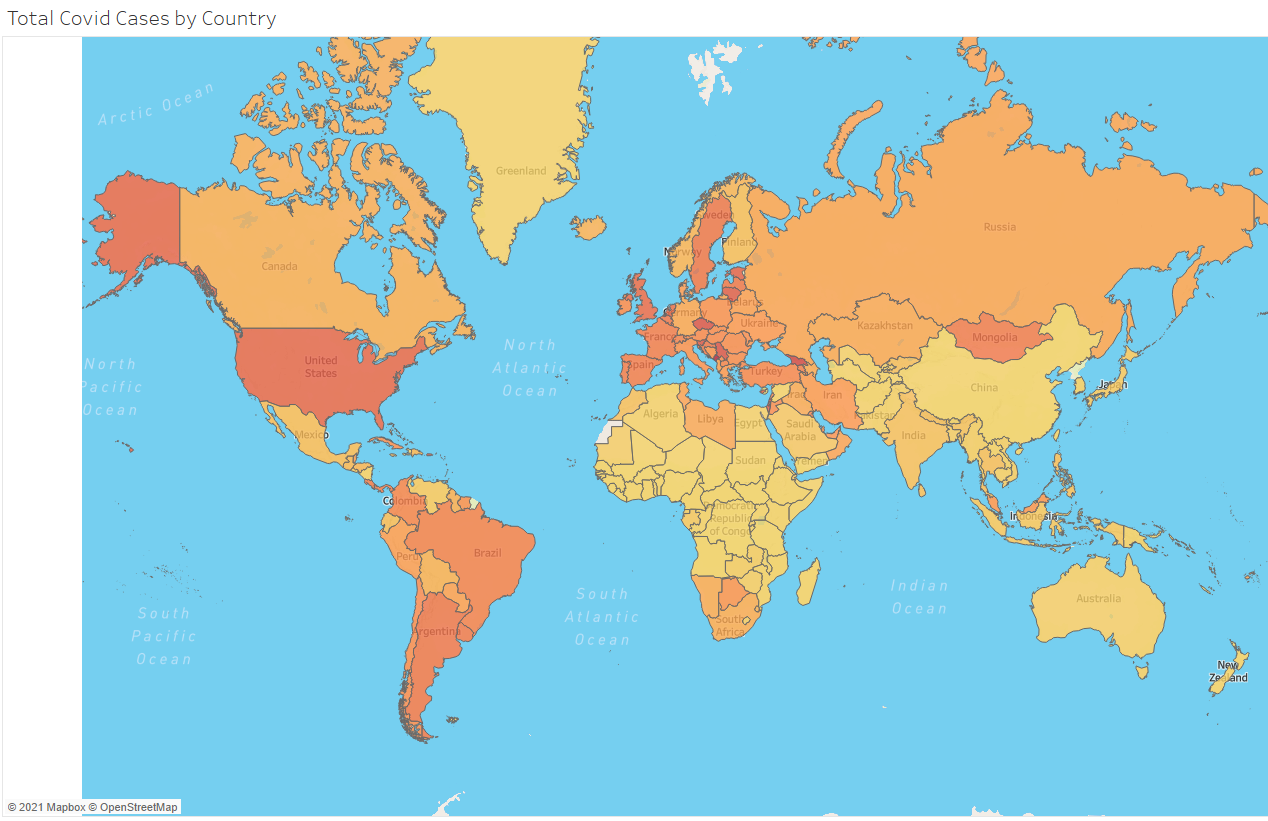 Total Covid Cases by Country
Arctic Ocean
Greenland
Russia
Sweden
Finland
Norway
Canada
Belarus
Germany
Ukraine
Kazakhstan
North
Pacific
Ocean
United
States
North
Atlantic
Ocean
France
Mongolia
Spain
Turkey
China
Japan
Iraq
Iran
Algeria
Libya
Egypt
Saudi
Arabia
India
Mexico
Sudan
Yemen
Colombia
Democratic
Republic
of Congo
Indonesia
Brazil
Peru
South
Pacific
Ocean
South
Atlantic
Ocean
Indian
Ocean
Australia
South
Africa
Argentina
New
Zealand
© 2021 Mapbox © OpenStreetMap